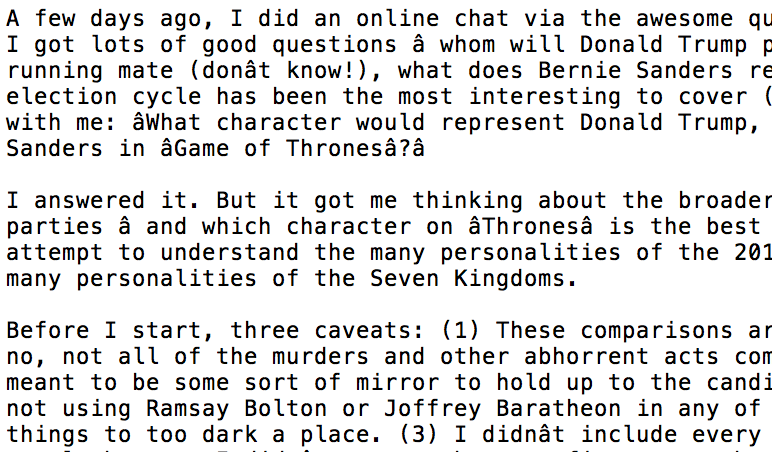 A few days ago, I did an online chat via the awesome qu
I got lots of good questions â whom will Donald Trump p
running mate (donât know!), what does Bernie Sanders re
election cycle has been the most interesting to cover (
with me: âWhat character would represent Donald Trump,
Sanders in âGame of Thronesâ?â
I answered it. But it got me thinking about the broader
parties â and which character on âThronesâ is the best
attempt to understand the many personalities of the 201
many personalities of the Seven Kingdoms.
Before I start, three caveats: (1) These comparisons ar
no, not all of the murders and other abhorrent acts com
meant to be some sort of mirror to hold up to the candi
not using Ramsay Bolton or Joffrey Baratheon in any of
things to too dark a place. (3) I didnât include every